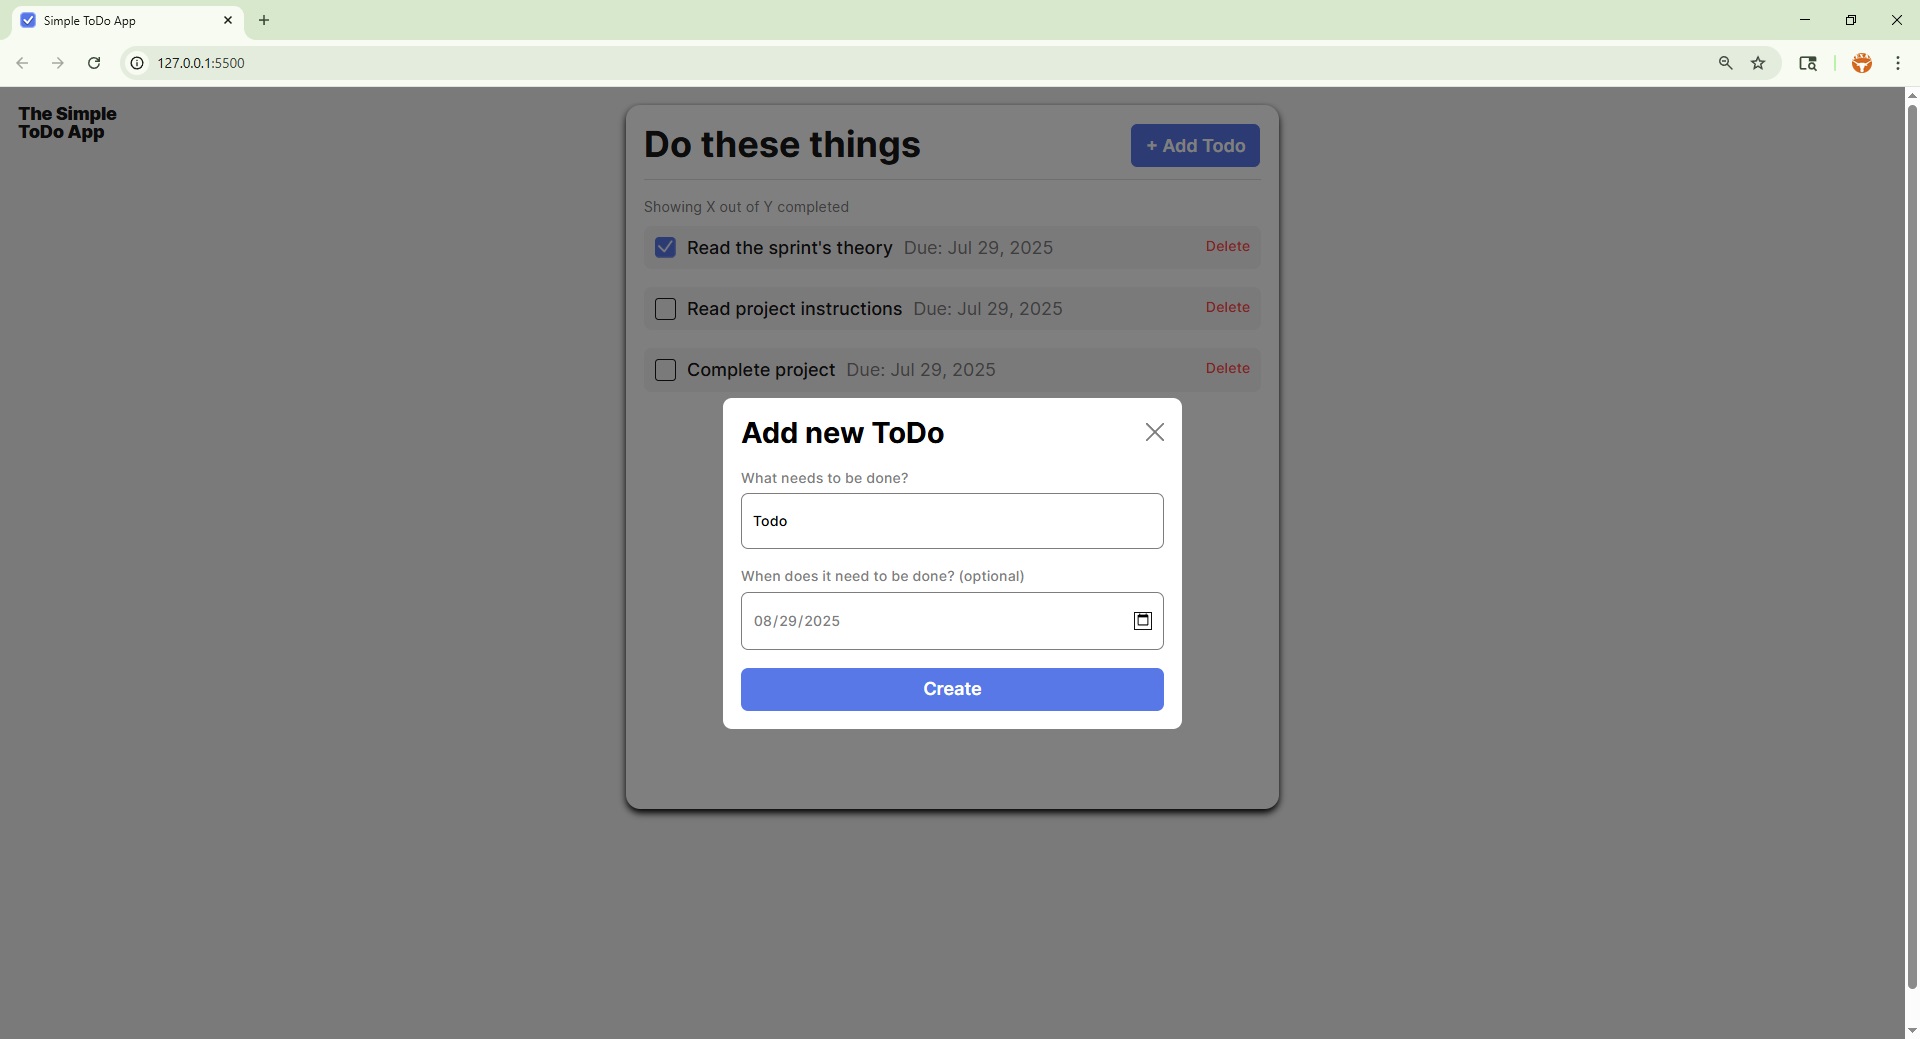 Simple ToDo App
127.0.0.1:5500
The Simple
ToDo App
Do these things
+ Add Todo
Showing X out of Y completed
Read the sprint's theory Due: Jul 29, 2025 Delete
Read project instructions Due: Jul 29, 2025 Delete
Complete project Due: Jul 29, 2025 Delete
Add new ToDo
What needs to be done?
Todo
When does it need to be done? (optional)
08/29/2025
Create